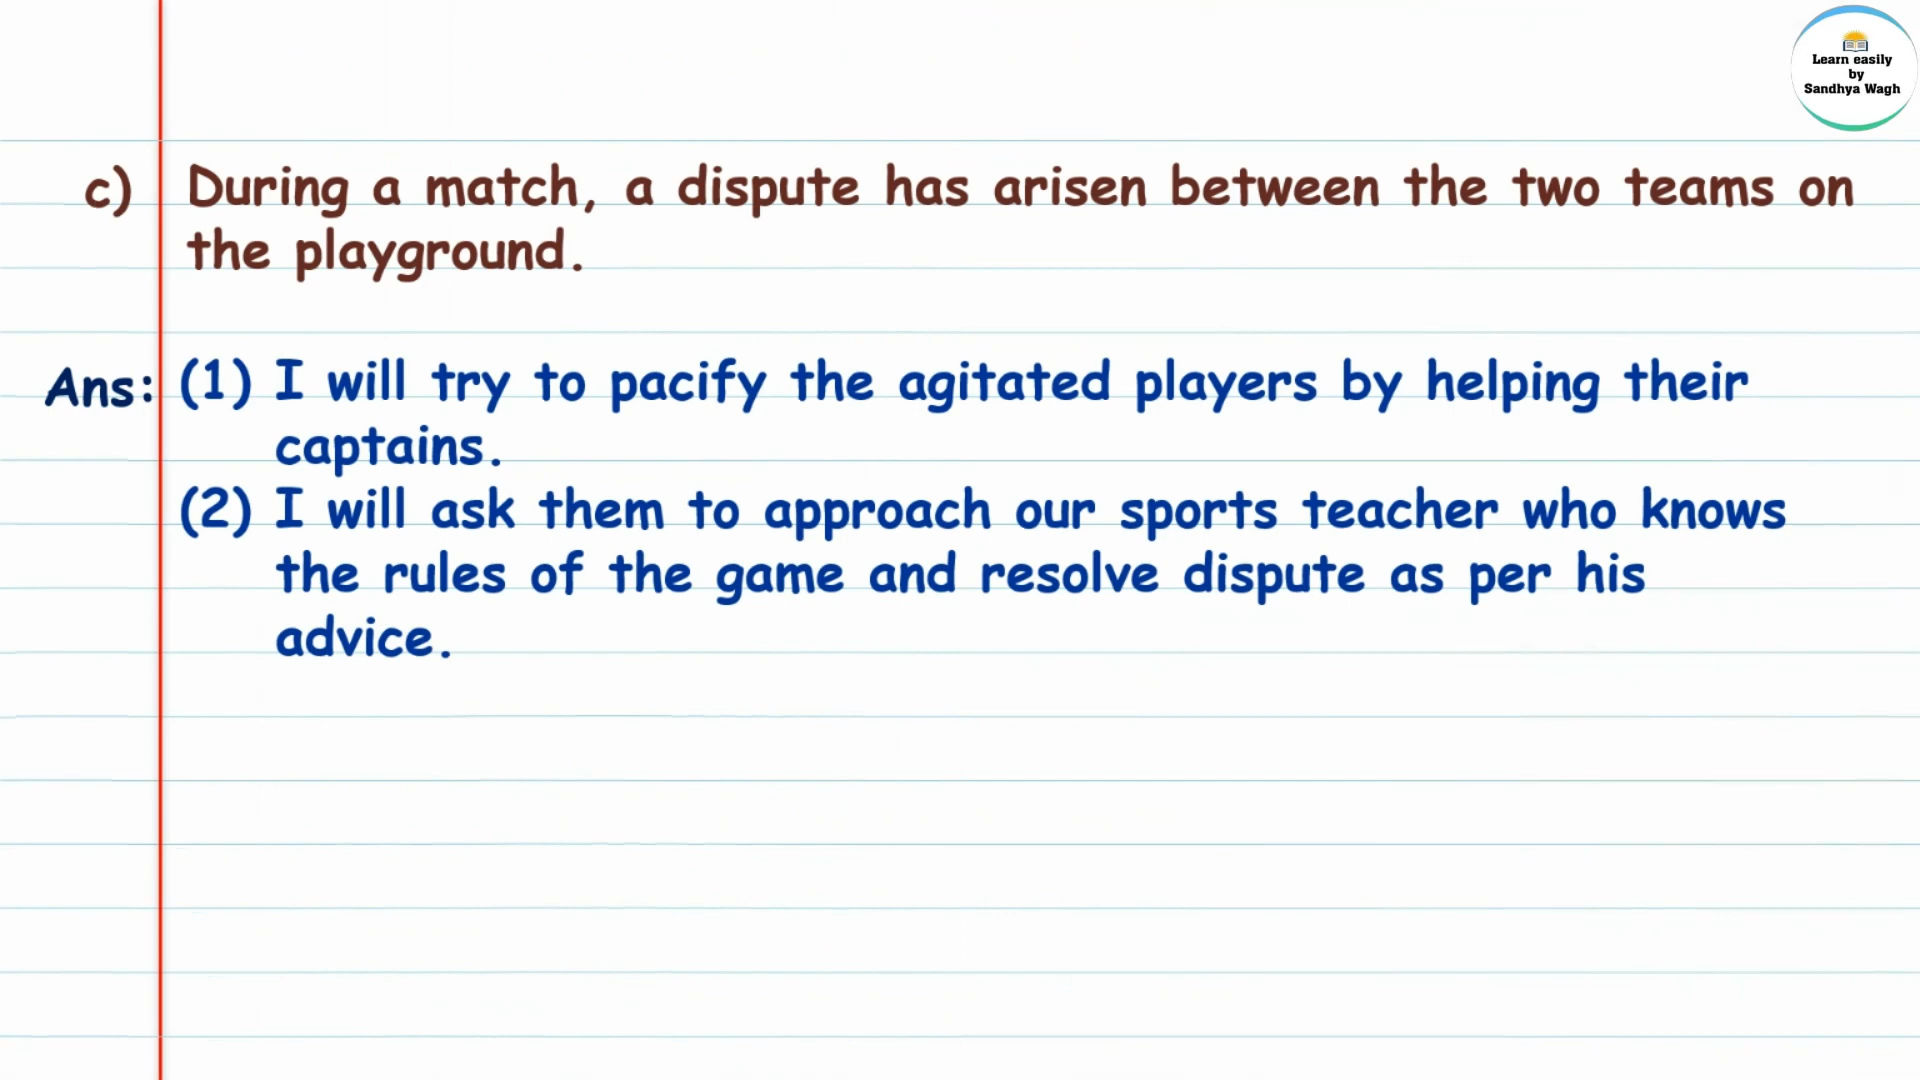 Learn easily
by
Sandhya Wagh
c) During a match, a dispute has arisen between the two teams on
the playground.
Ans: (1) I will try to pacify the agitated players by helping their
captains.
(2) I will ask them to approach our sports teacher who knows
the rules of the game and resolve dispute as per his
advice.